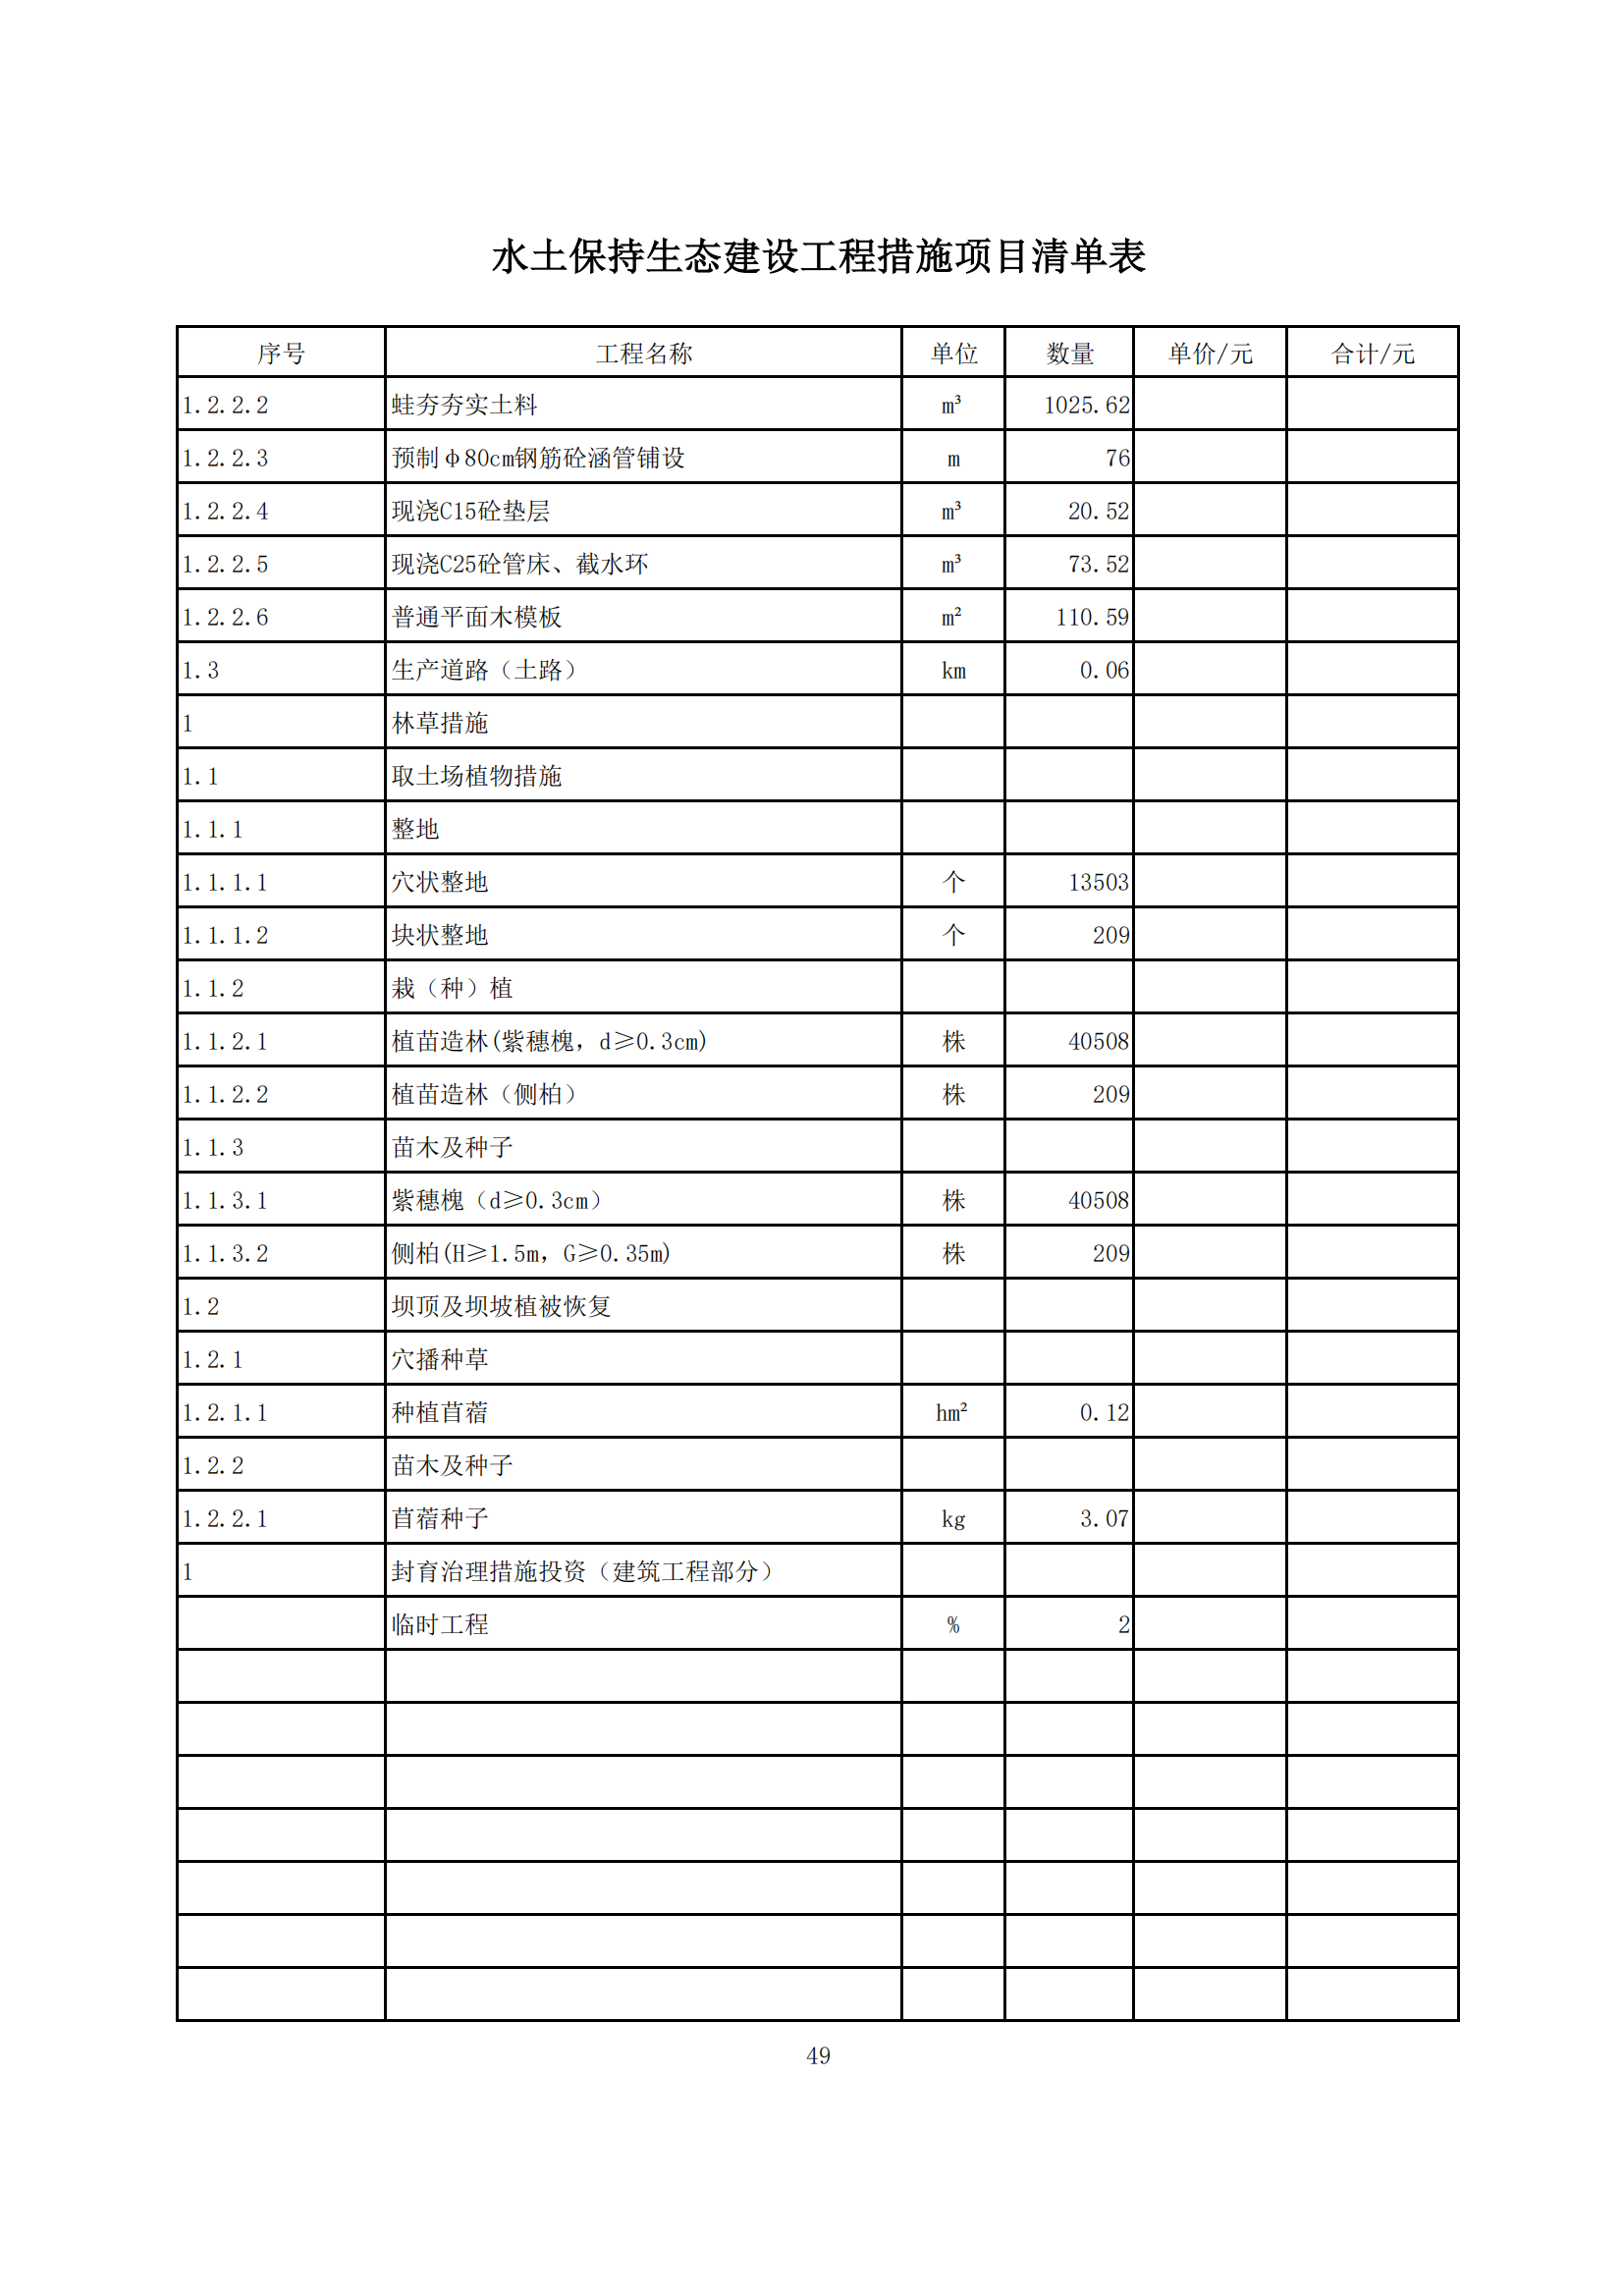 水土保持生态建设工程措施项目清单表
序号 工程名称 单位 数量 单价/元 合计/元
1.2.2.2 蛙夯夯实土料 m³ 1025.62
1.2.2.3 预制φ80cm钢筋砼涵管铺设 m 76
1.2.2.4 现浇C15砼垫层 m³ 20.52
1.2.2.5 现浇C25砼管床、截水环 m³ 73.52
1.2.2.6 普通平面木模板 m² 110.59
1.3 生产道路（土路） km 0.06
1 林草措施
1.1 取土场植物措施
1.1.1 整地
1.1.1.1 穴状整地 个 13503
1.1.1.2 块状整地 个 209
1.1.2 栽（种）植
1.1.2.1 植苗造林(紫穗槐，d≥0.3cm) 株 40508
1.1.2.2 植苗造林（侧柏） 株 209
1.1.3 苗木及种子
1.1.3.1 紫穗槐（d≥0.3cm） 株 40508
1.1.3.2 侧柏(H≥1.5m，G≥0.35m) 株 209
1.2 坝顶及坝坡植被恢复
1.2.1 穴播种草
1.2.1.1 种植苜蓿 hm² 0.12
1.2.2 苗木及种子
1.2.2.1 苜蓿种子 kg 3.07
1 封育治理措施投资（建筑工程部分）
临时工程 % 2
49